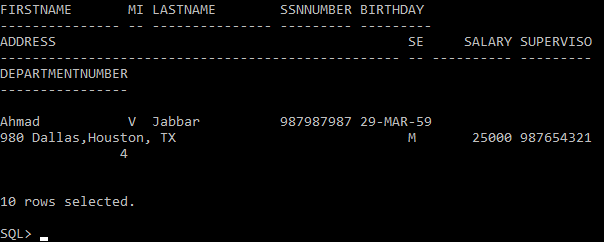 FIRSTNAME       MI LASTNAME        SSNNUMBER BIRTHDAY
--------------- -- --------------- --------- ---------
ADDRESS                                            SE     SALARY SUPERVISO
-------------------------------------------------- -- ---------- ---------
DEPARTMENTNUMBER
----------------
Ahmad           V  Jabbar          987987987 29-MAR-59
980 Dallas,Houston, TX                             M       25000 987654321
               4
10 rows selected.
SQL>